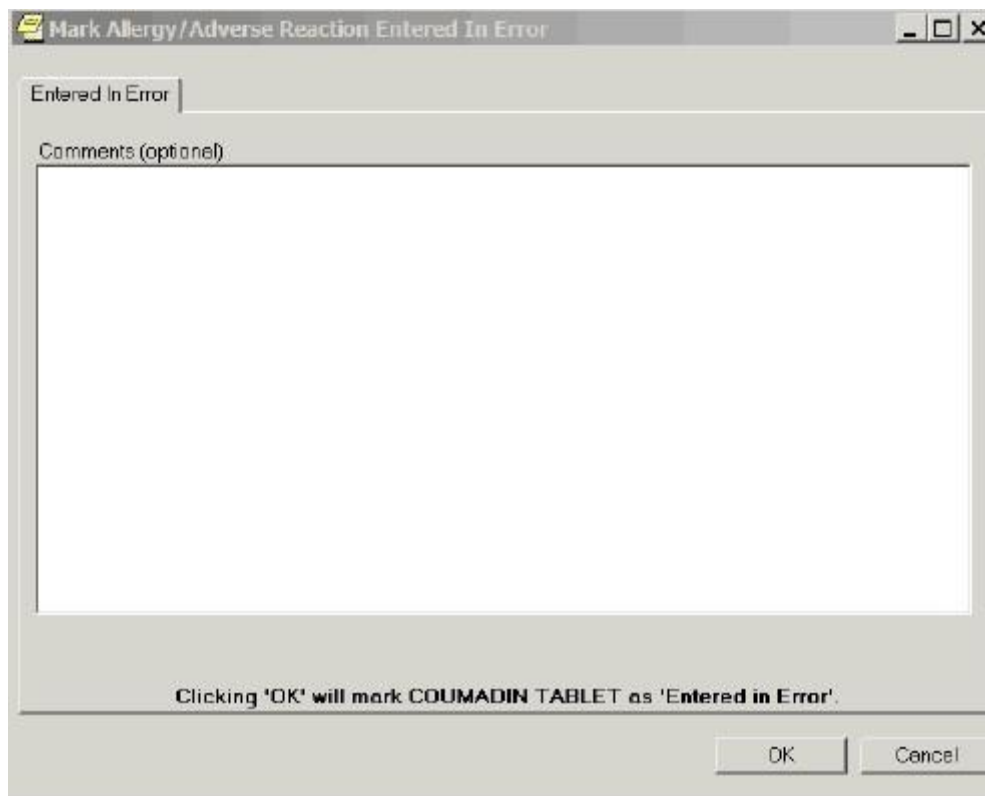 Mark Allergy/Adverse Reaction Entered In Error
Entered In Error
Comments (optional)
Clicking 'OK' will mark COUMADIN TABLET as 'Entered in Error'.
OK
Cancel